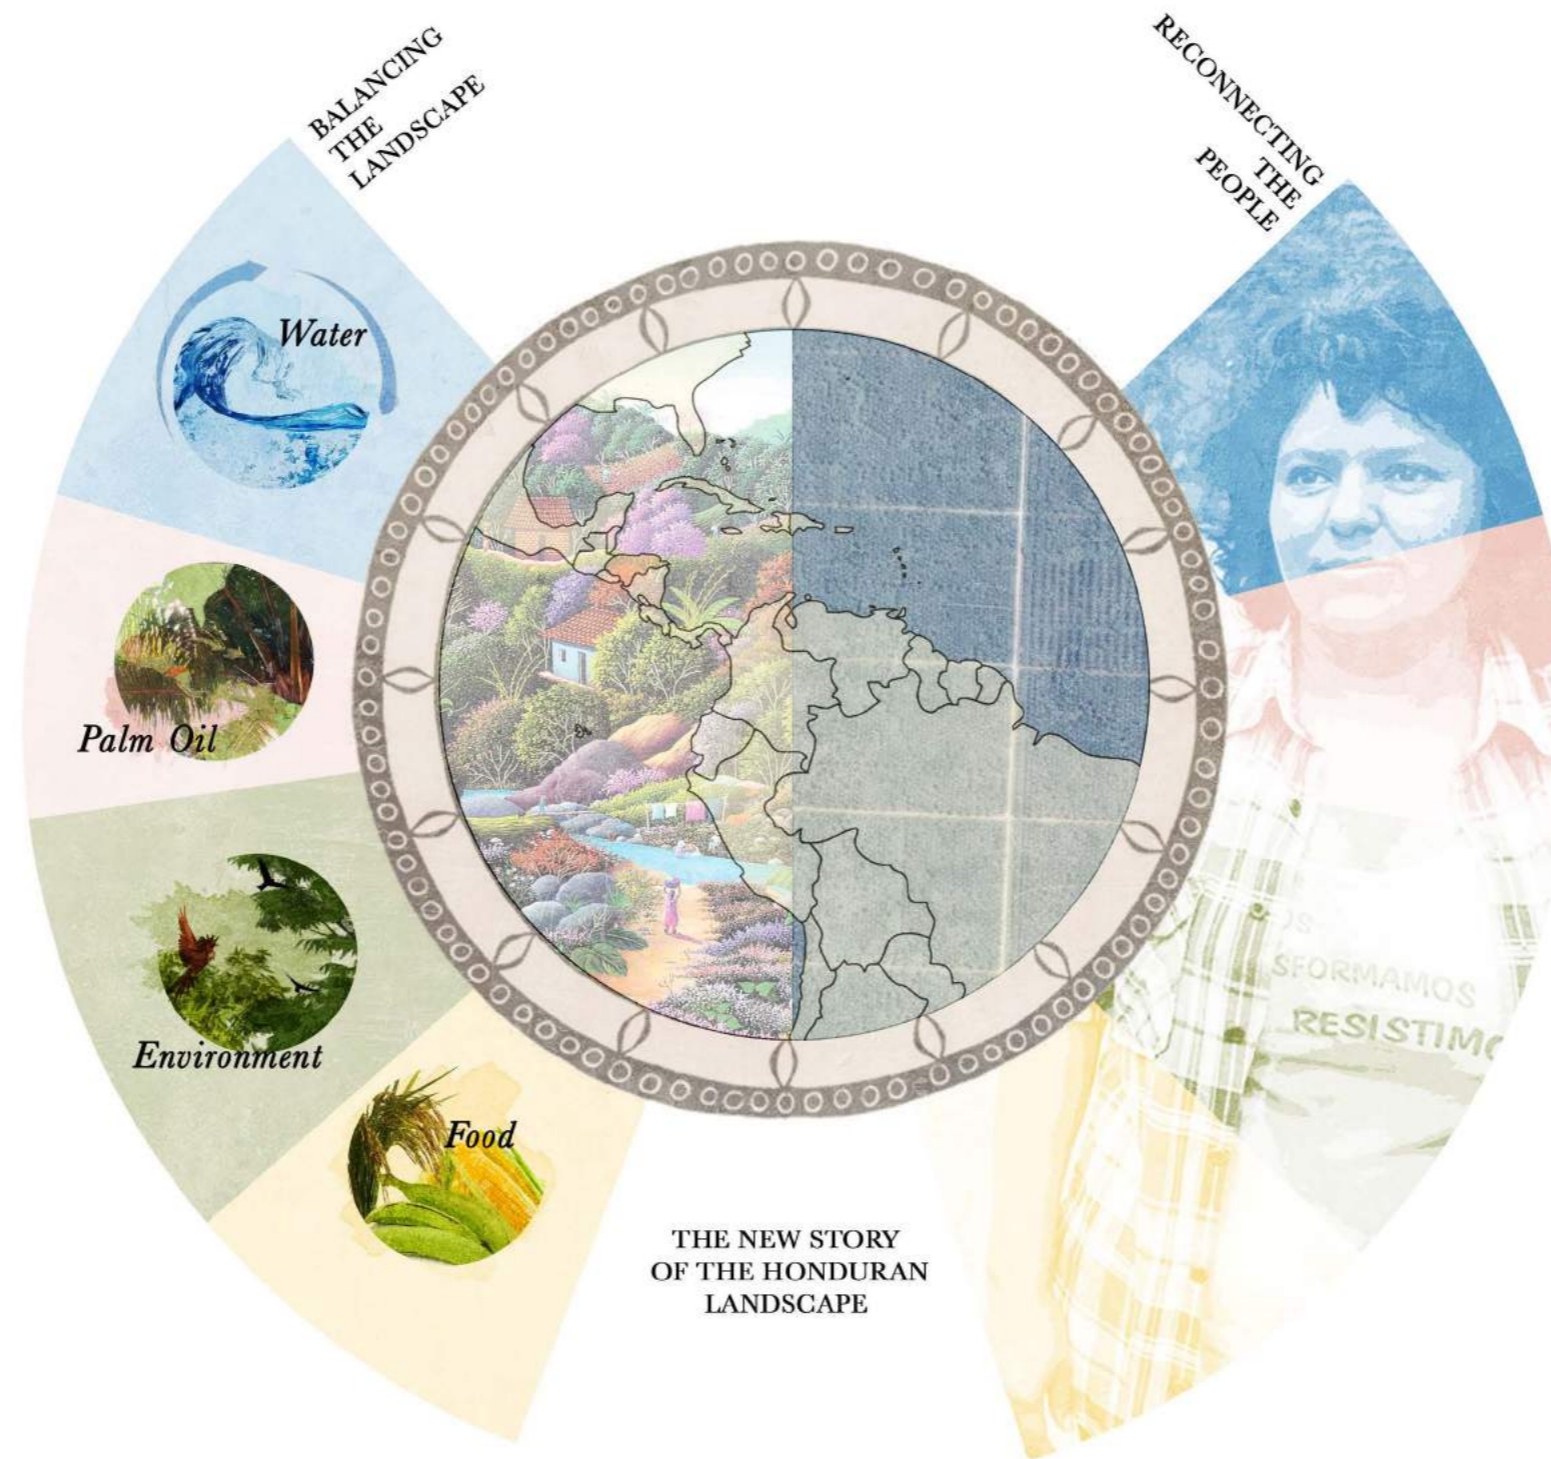 BALANCING
THE
LANDSCAPE
RECONNECTING
THE
PEOPLE
Water
Palm Oil
Environment
Food
SFORMAMOS
RESISTIMO
THE NEW STORY
OF THE HONDURAN
LANDSCAPE